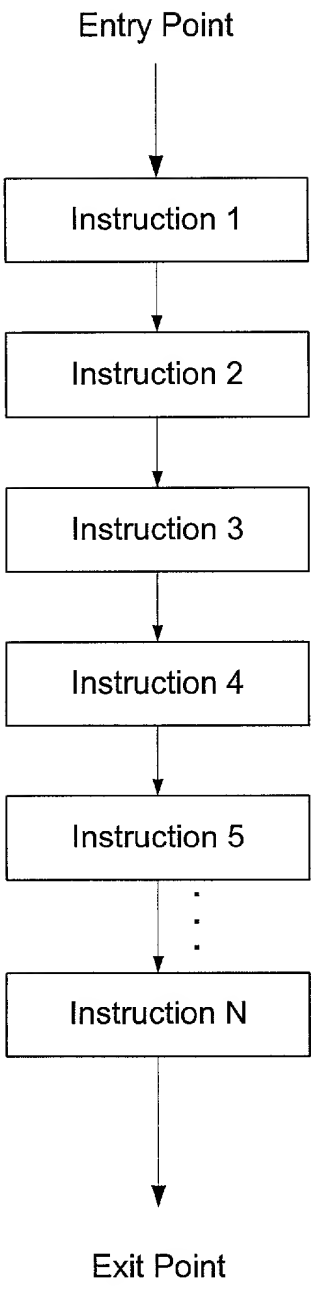 Entry Point
Instruction 1
Instruction 2
Instruction 3
Instruction 4
Instruction 5
Instruction N
Exit Point